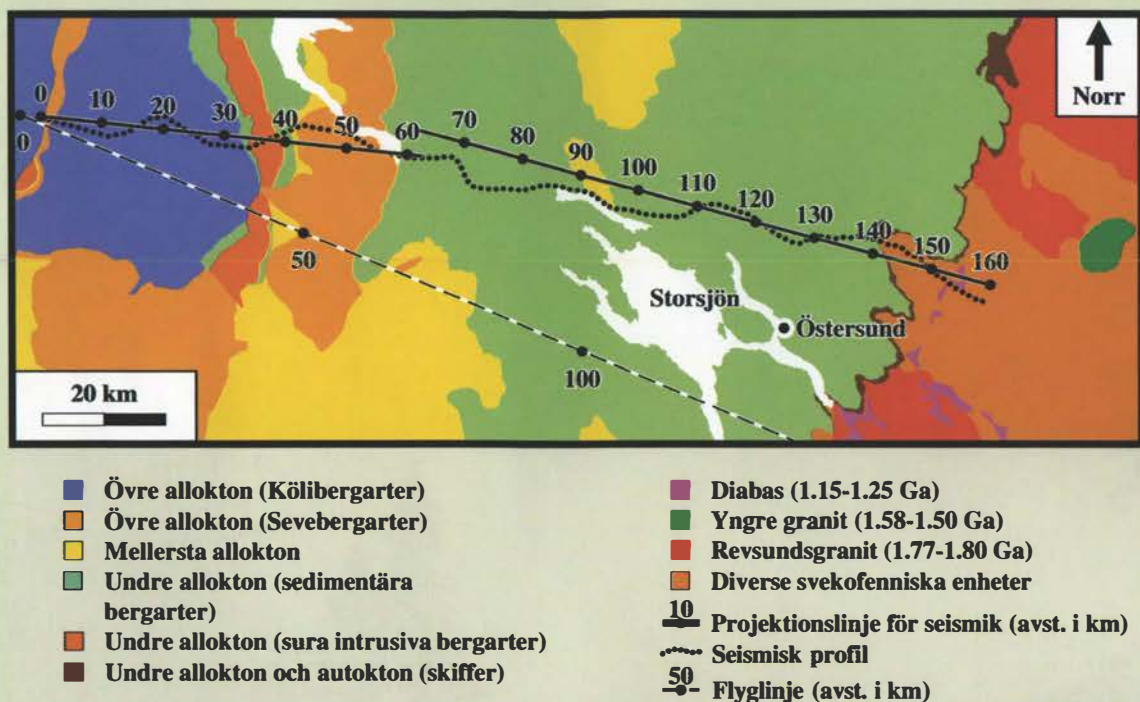 Norr
0
10
20
30
40
50
60
70
80
90
100
110
120
130
140
150
160
0
50
100
Storsjön
Östersund
20 km
Övre allokton (Kölibergarter)
Övre allokton (Sevebergarter)
Mellersta allokton
Undre allokton (sedimentära
bergarter)
Undre allokton (sura intrusiva bergarter)
Undre allokton och autokton (skiffer)
Diabas (1.15-1.25 Ga)
Yngre granit (1.58-1.50 Ga)
Revsundsgranit (1.77-1.80 Ga)
Diverse svekofenniska enheter
10
Projektionslinje för seismik (avst. i km)
Seismisk profil
50
Flyglinje (avst. i km)